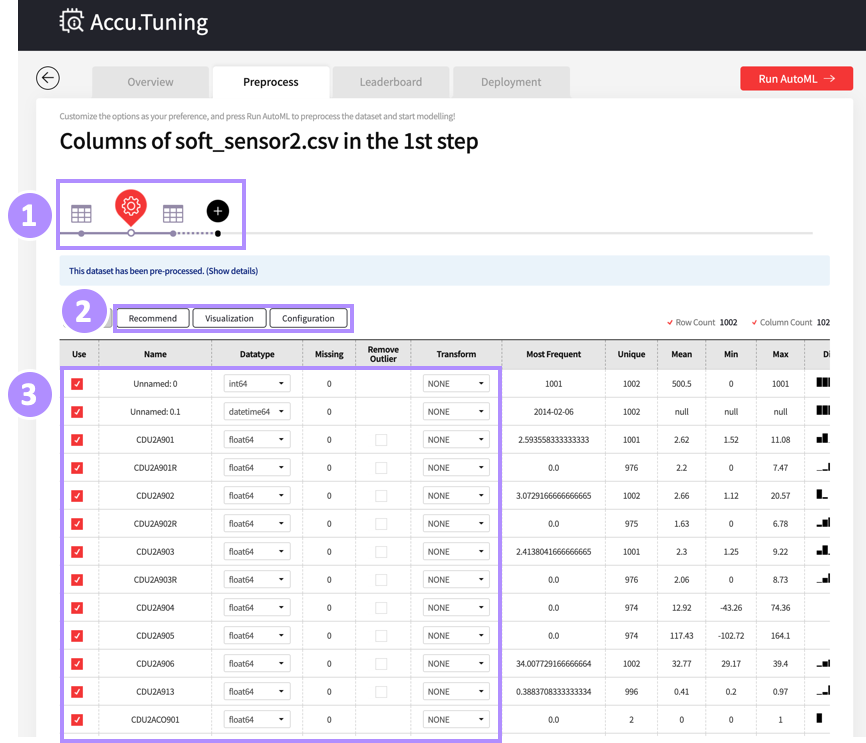 Accu.Tuning
Overview Preprocess Leaderboard Deployment Run AutoML →
Customize the options as your preference, and press Run AutoML to preprocess the dataset and start modelling!
Columns of soft_sensor2.csv in the 1st step
1
This dataset has been pre-processed. (Show details)
2 Recommend Visualization Configuration Row Count 1002 Column Count 102
Use Name Datatype Missing Remove Outlier Transform Most Frequent Unique Mean Min Max
3
Unnamed: 0 int64 0 NONE 1001 1002 500.5 0 1001
Unnamed: 0.1 datetime64 0 NONE 2014-02-06 1002 null null null
CDU2A901 float64 0 NONE 2.593558333333333 1001 2.62 1.52 11.08
CDU2A901R float64 0 NONE 0.0 976 2.2 0 7.47
CDU2A902 float64 0 NONE 3.0729166666666665 1002 2.66 1.12 20.57
CDU2A902R float64 0 NONE 0.0 975 1.63 0 6.78
CDU2A903 float64 0 NONE 2.4138041666666665 1001 2.3 1.25 9.22
CDU2A903R float64 0 NONE 0.0 976 2.06 0 8.73
CDU2A904 float64 0 NONE 0.0 974 12.92 -43.26 74.36
CDU2A905 float64 0 NONE 0.0 974 117.43 -102.72 164.1
CDU2A906 float64 0 NONE 34.007729166666664 1002 32.77 29.17 39.4
CDU2A913 float64 0 NONE 0.3883708333333334 996 0.41 0.2 0.97
CDU2ACO901 float64 0 NONE 0.0 2 0 0 1